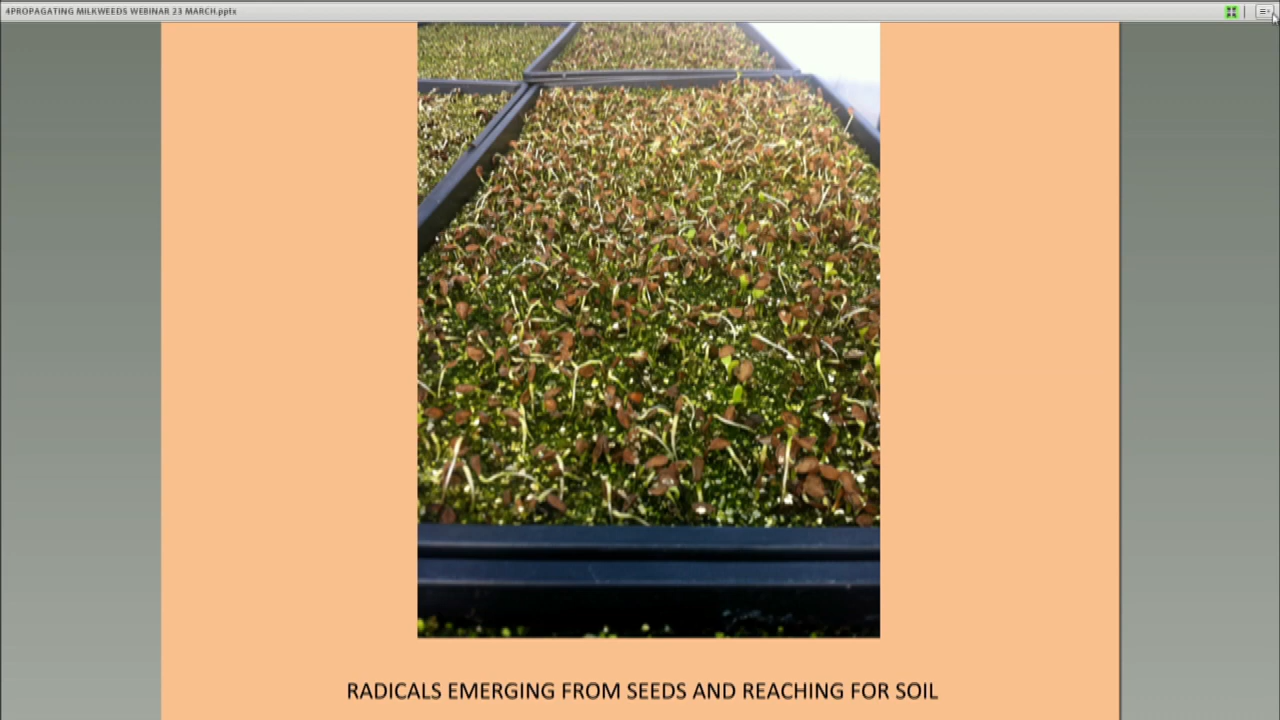 4PROPAGATING MILKWEEDS WEBINAR 23 MARCH.pptx
RADICALS EMERGING FROM SEEDS AND REACHING FOR SOIL